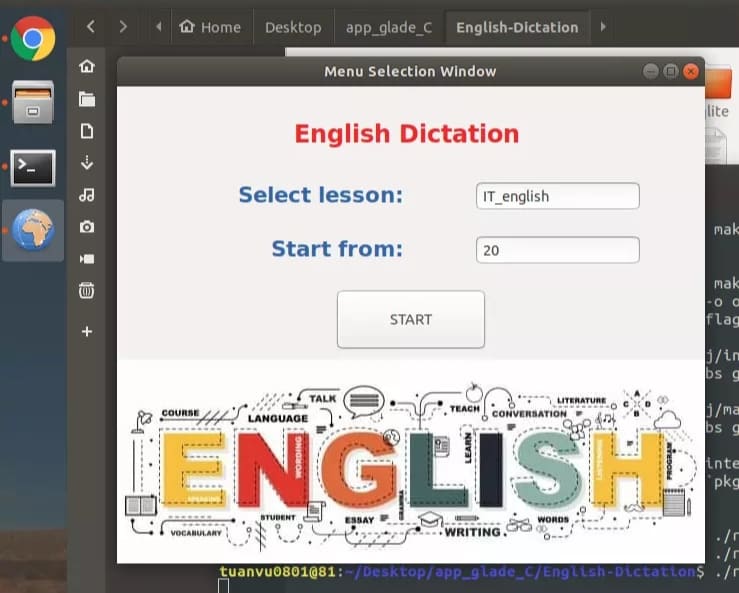 Home Desktop app_glade_C English-Dictation
Menu Selection Window
English Dictation
Select lesson: IT_english
Start from: 20
START
TALK
COURSE
LANGUAGE
TEACH
CONVERSATION
LITERATURE
A
C D
B
ENGLISH
WORDING
LEARN
PROGRAM
STUDENT
ESSAY
GRAMMA
WORDS
VOCABULARY
WRITING
lite
mak
mak
-o o
flag
j/in
bs g
j/ma
bs g
inte
`pkg
./r
./r
tuanvu0801@81:~/Desktop/app_glade_C/English-Dictation$ ./r